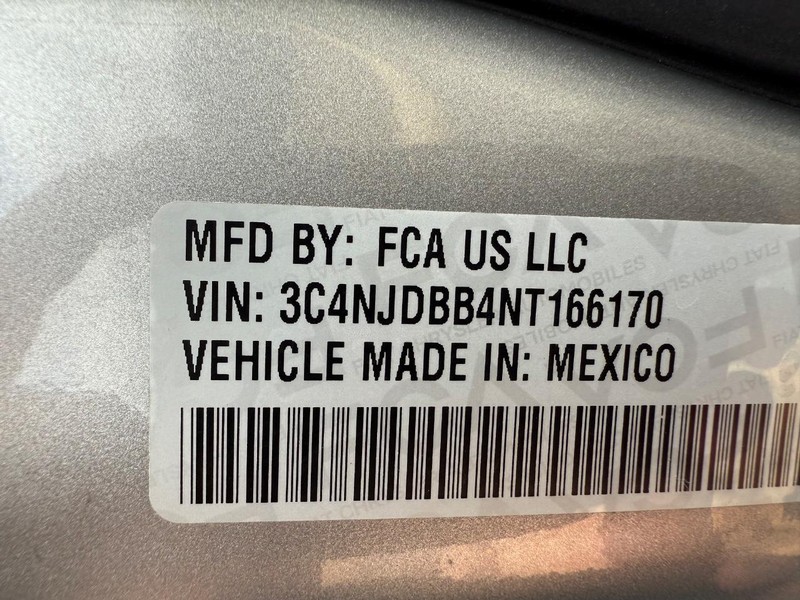 MFD BY: FCA US LLC
VIN: 3C4NJDBB4NT166170
VEHICLE MADE IN: MEXICO